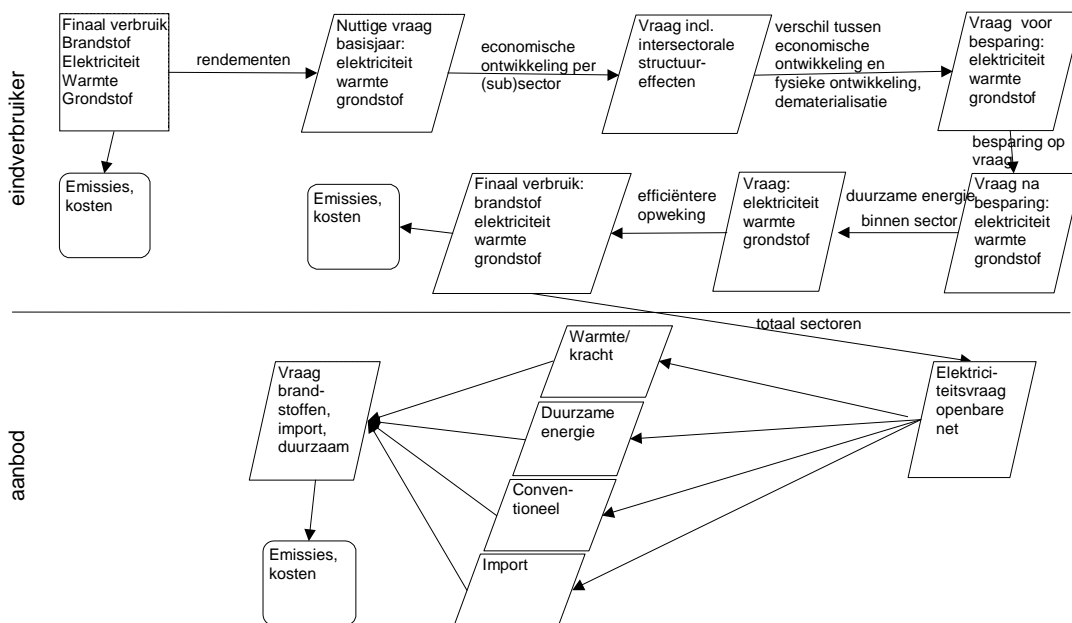 eindverbruiker
Finaal verbruik
Brandstof
Elektriciteit
Warmte
Grondstof
rendementen
Nuttige vraag
basisjaar:
elektriciteit
warmte
grondstof
economische
ontwikkeling per
(sub)sector
Vraag incl.
intersectorale
structuur-
effecten
verschil tussen
economische
ontwikkeling en
fysieke ontwikkeling,
dematerialisatie
Vraag voor
besparing:
elektriciteit
warmte
grondstof
besparing op
vraag
Emissies,
kosten
Emissies,
kosten
Finaal verbruik:
brandstof
elektriciteit
warmte
grondstof
efficiëntere
opweking
Vraag:
elektriciteit
warmte
grondstof
duurzame energie
binnen sector
Vraag na
besparing:
elektriciteit
warmte
grondstof
totaal sectoren
aanbod
Vraag
brand-
stoffen,
import,
duurzaam
Warmte/
kracht
Duurzame
energie
Conven-
tioneel
Import
Elektrici-
teitsvraag
openbare
net
Emissies,
kosten